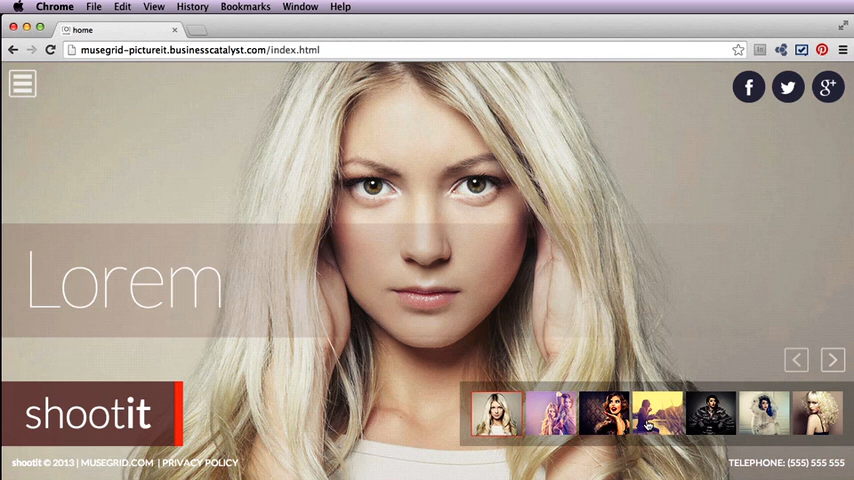 Chrome File Edit View History Bookmarks Window Help
home
musegrid-pictureit.businesscatalyst.com/index.html
f g+
Lorem
shootit
shootit © 2013 | MUSEGRID.COM | PRIVACY POLICY
TELEPHONE: (555) 555 555